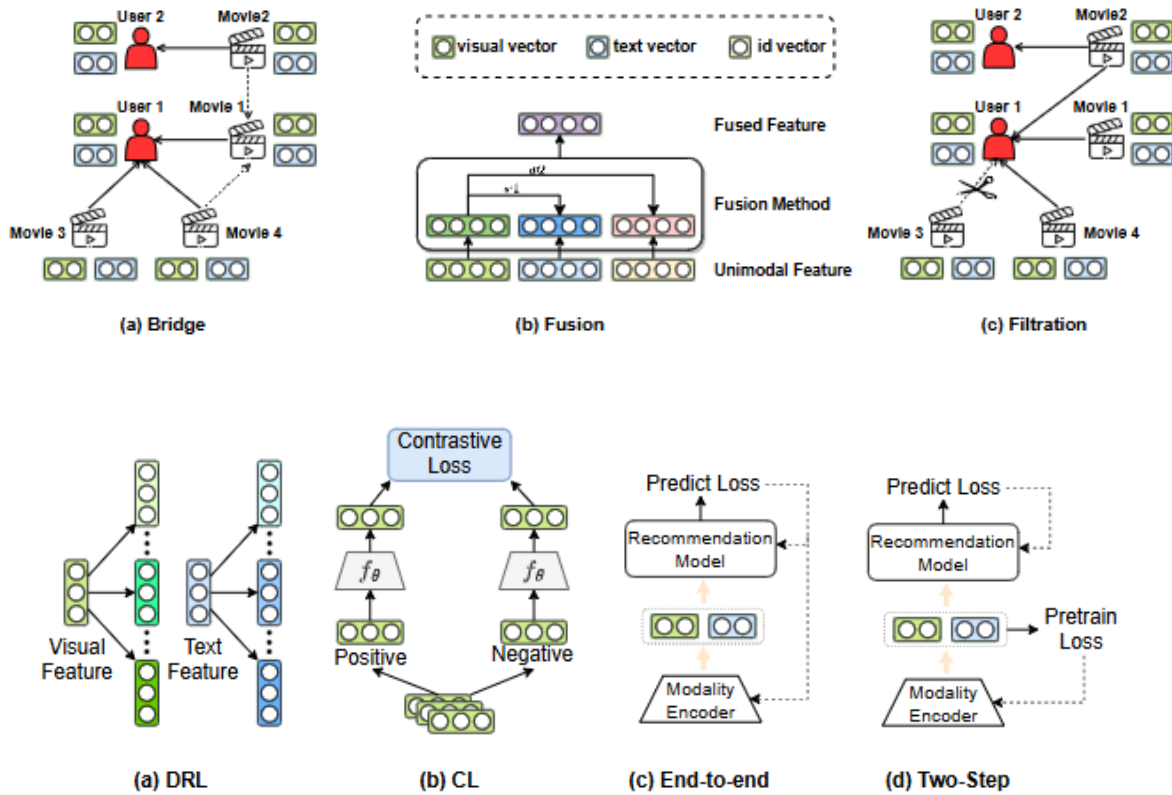 User 2
Movie2
User 1
Movie 1
Movie 3
Movie 4
(a) Bridge
visual vector
text vector
id vector
Fused Feature
Fusion Method
Unimodal Feature
(b) Fusion
User 2
Movie2
User 1
Movie 1
Movie 3
Movie 4
(c) Filtration
Visual
Feature
Text
Feature
(a) DRL
Contrastive
Loss
fθ
fθ
Positive
Negative
(b) CL
Predict Loss
Recommendation
Model
Modality
Encoder
(c) End-to-end
Predict Loss
Recommendation
Model
Pretrain
Loss
Modality
Encoder
(d) Two-Step